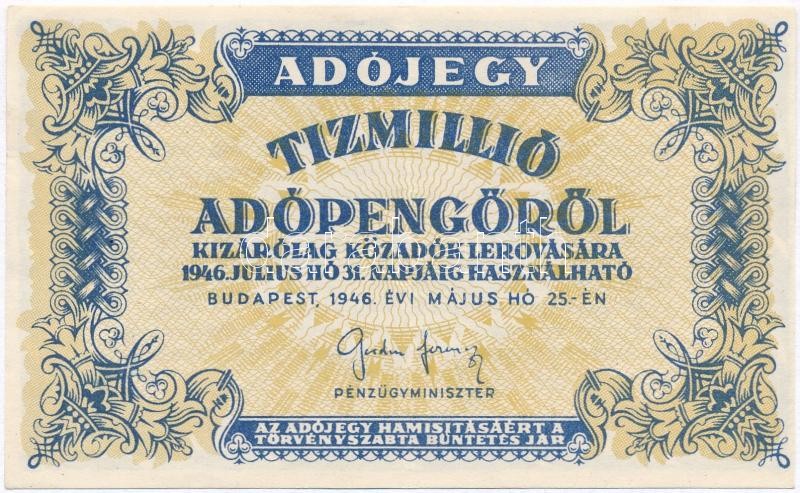 ADÓJEGY
TIZMILLIÓ
ADÓPENGŐRŐL
KIZÁRÓLAG KÖZADÓK LEROVÁSÁRA
1946. JULIUS HÓ 31. NAPJÁIG HASZNÁLHATÓ
BUDAPEST, 1946. ÉVI MÁJUS HÓ 25.-ÉN
PÉNZÜGYMINISZTER
AZ ADÓJEGY HAMISITÁSÁÉRT A
TÖRVÉNYSZABTA BÜNTETÉS JÁR